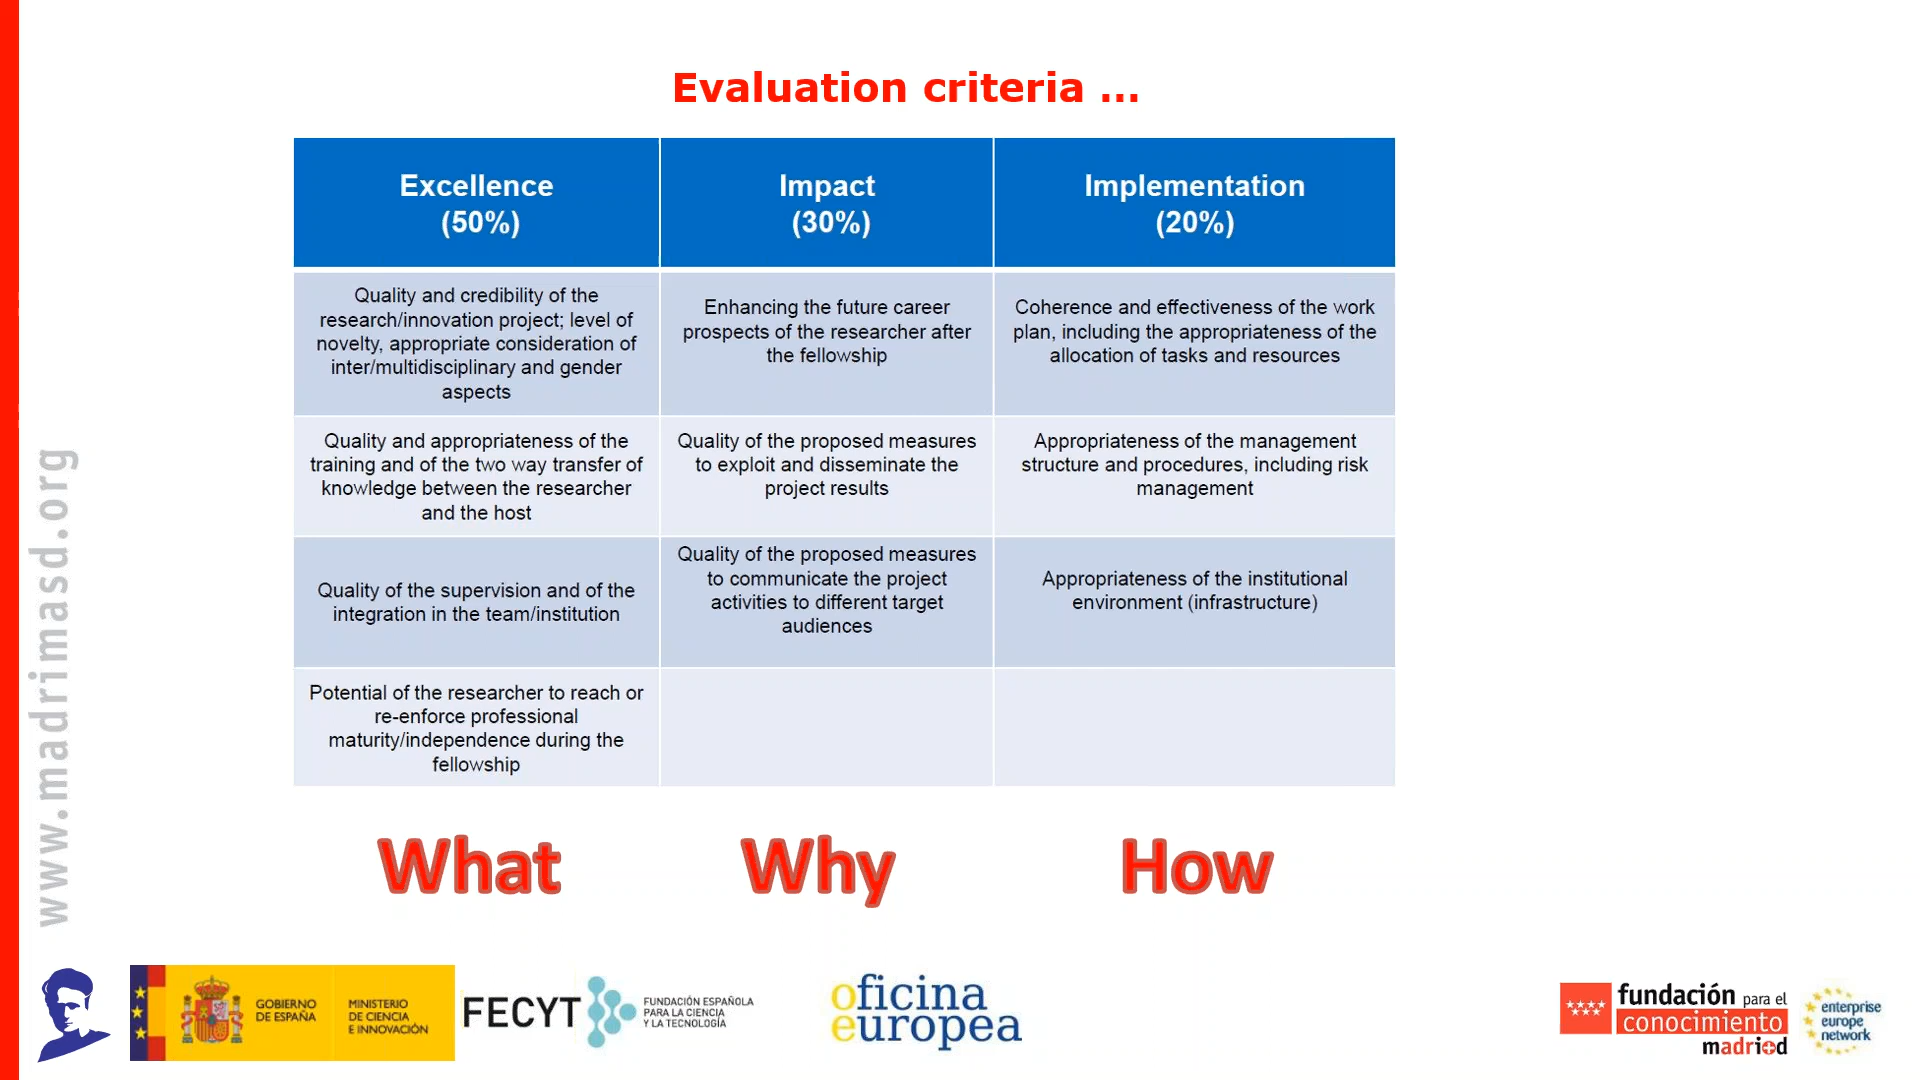 Evaluation criteria ...
Excellence
(50%)
Impact
(30%)
Implementation
(20%)
Quality and credibility of the
research/innovation project; level of
novelty, appropriate consideration of
inter/multidisciplinary and gender
aspects
Enhancing the future career
prospects of the researcher after
the fellowship
Coherence and effectiveness of the work
plan, including the appropriateness of the
allocation of tasks and resources
Quality and appropriateness of the
training and of the two way transfer of
knowledge between the researcher
and the host
Quality of the proposed measures
to exploit and disseminate the
project results
Appropriateness of the management
structure and procedures, including risk
management
Quality of the supervision and of the
integration in the team/institution
Quality of the proposed measures
to communicate the project
activities to different target
audiences
Appropriateness of the institutional
environment (infrastructure)
Potential of the researcher to reach or
re-enforce professional
maturity/independence during the
fellowship
What
Why
How
www.madrimasd.org
GOBIERNO
DE ESPAÑA
MINISTERIO
DE CIENCIA
E INNOVACIÓN
FECYT
FUNDACIÓN ESPAÑOLA
PARA LA CIENCIA
Y LA TECNOLOGÍA
oficina
europea
fundación para el
conocimiento
madri+d
enterprise
europe
network